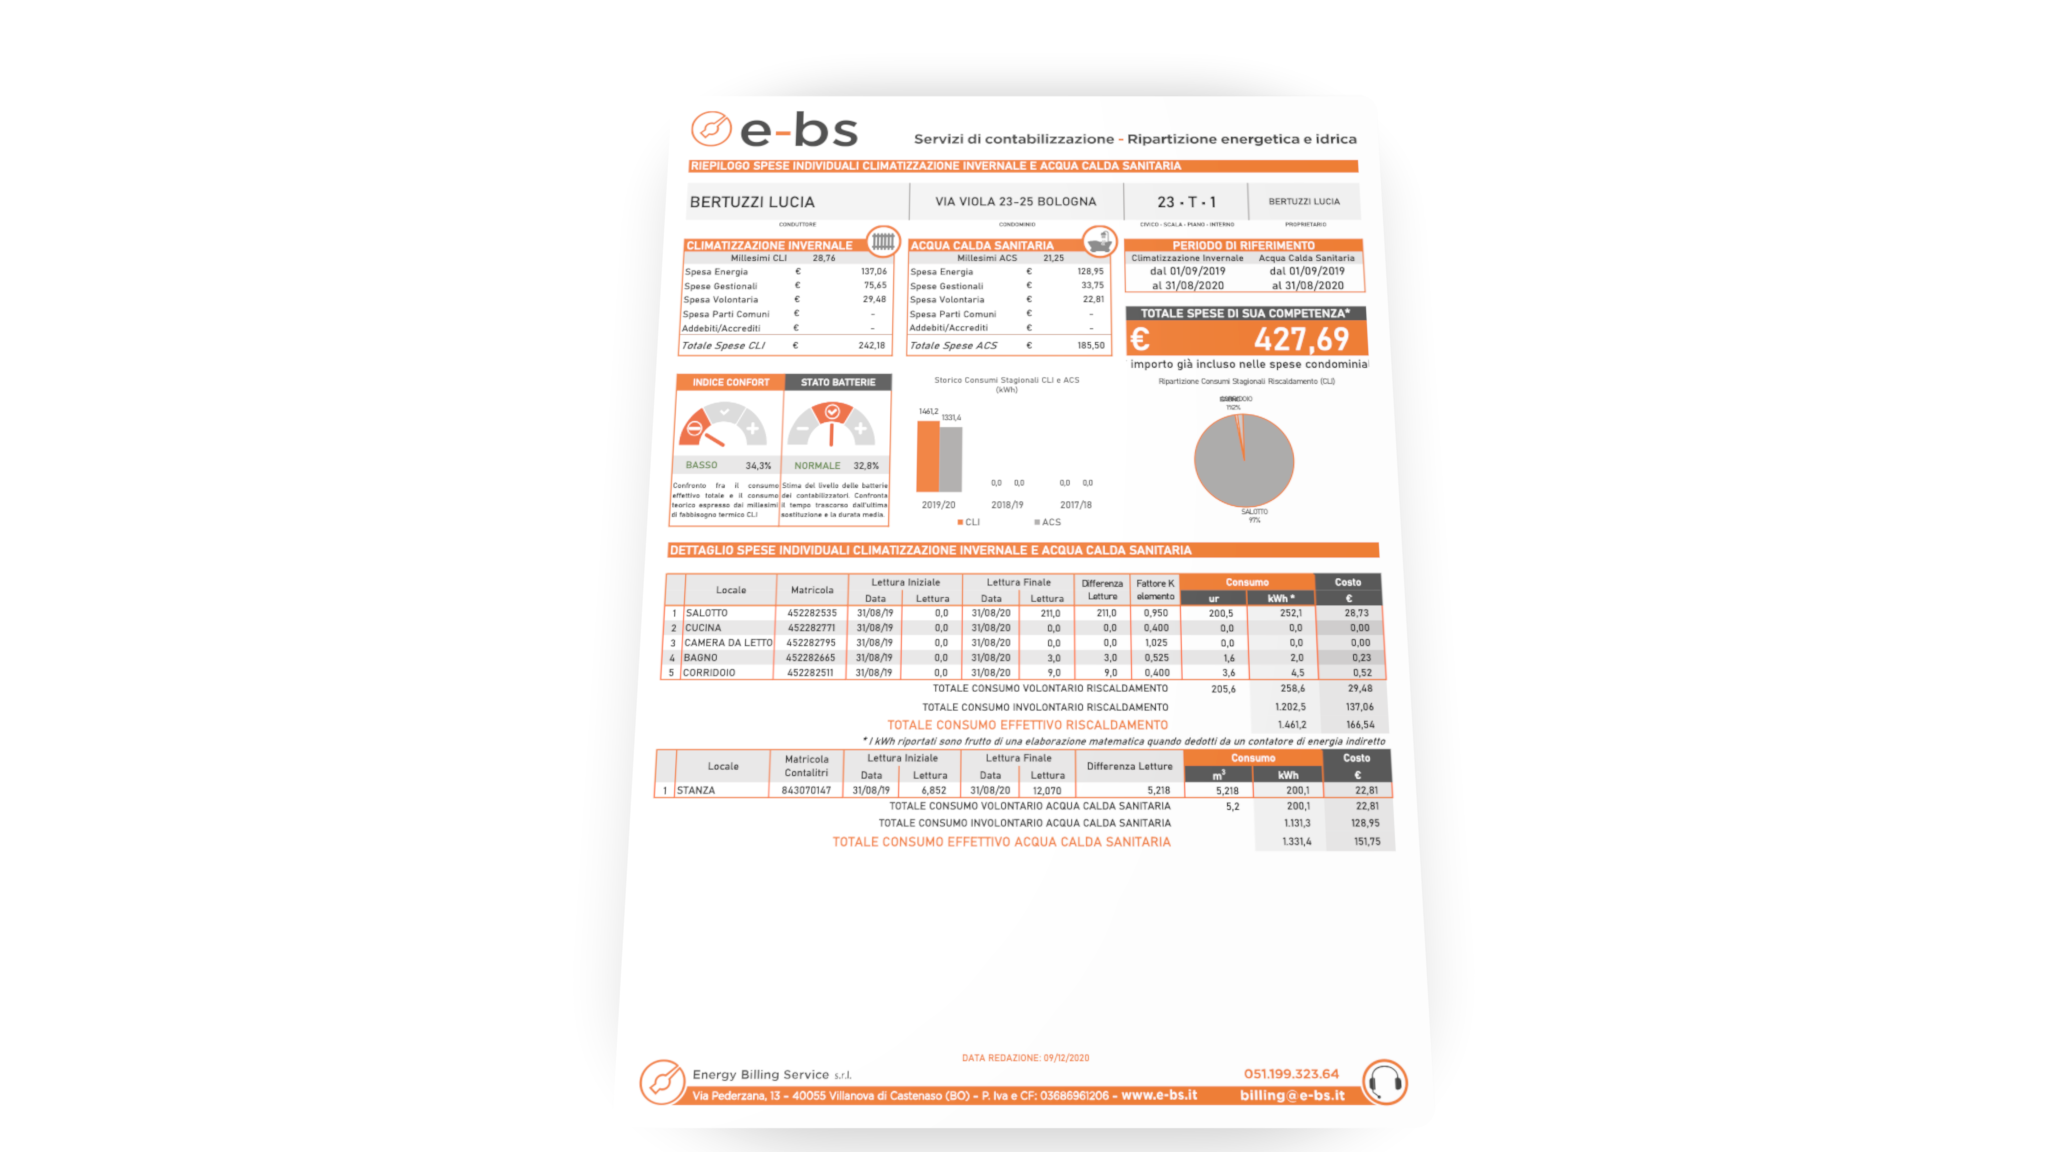 e-bs
Servizi di contabilizzazione - Ripartizione energetica e idrica
RIEPILOGO SPESE INDIVIDUALI CLIMATIZZAZIONE INVERNALE E ACQUA CALDA SANITARIA
BERTUZZI LUCIA VIA VIOLA 23-25 BOLOGNA 23 - T - 1 BERTUZZI LUCIA
CONDUTTORE CONDOMINIO CIVICO - SCALA - PIANO - INTERNO PROPRIETARIO
CLIMATIZZAZIONE INVERNALE
Millesimi CLI 28,76
Spesa Energia € 137,06
Spese Gestionali € 75,65
Spesa Volontaria € 29,48
Spesa Parti Comuni € -
Addebiti/Accrediti € -
Totale Spese CLI € 242,18
ACQUA CALDA SANITARIA
Millesimi ACS 21,25
Spesa Energia € 128,95
Spese Gestionali € 33,75
Spesa Volontaria € 22,81
Spesa Parti Comuni € -
Addebiti/Accrediti € -
Totale Spese ACS € 185,50
PERIODO DI RIFERIMENTO
Climatizzazione Invernale Acqua Calda Sanitaria
dal 01/09/2019 dal 01/09/2019
al 31/08/2020 al 31/08/2020
TOTALE SPESE DI SUA COMPETENZA*
€ 427,69
importo già incluso nelle spese condominial
INDICE CONFORT STATO BATTERIE
BASSO 34,3% NORMALE 32,8%
Confronto fra il consumo
effettivo totale e il consumo
teorico espresso dai millesimi
di fabbisogno termico CLI
Stima del livello delle batterie
dei contabilizzatori. Confronta
il tempo trascorso dall'ultima
sostituzione e la durata media.
Storico Consumi Stagionali CLI e ACS
(kWh)
1461,2 1331,4
0,0 0,0 0,0 0,0
2019/20 2018/19 2017/18
CLI ACS
Ripartizione Consumi Stagionali Riscaldamento (CLI)
SALOTTO
97%
DETTAGLIO SPESE INDIVIDUALI CLIMATIZZAZIONE INVERNALE E ACQUA CALDA SANITARIA
Locale Matricola Lettura Iniziale Lettura Finale Differenza Letture Fattore K elemento Consumo Costo
Data Lettura Data Lettura ur kWh * €
1 SALOTTO 452282535 31/08/19 0,0 31/08/20 211,0 211,0 0,950 200,5 252,1 28,73
2 CUCINA 452282771 31/08/19 0,0 31/08/20 0,0 0,0 0,400 0,0 0,0 0,00
3 CAMERA DA LETTO 452282795 31/08/19 0,0 31/08/20 0,0 0,0 1,025 0,0 0,0 0,00
4 BAGNO 452282665 31/08/19 0,0 31/08/20 3,0 3,0 0,525 1,6 2,0 0,23
5 CORRIDOIO 452282511 31/08/19 0,0 31/08/20 9,0 9,0 0,400 3,6 4,5 0,52
TOTALE CONSUMO VOLONTARIO RISCALDAMENTO 205,6 258,6 29,48
TOTALE CONSUMO INVOLONTARIO RISCALDAMENTO 1.202,5 137,06
TOTALE CONSUMO EFFETTIVO RISCALDAMENTO 1.461,2 166,54
* I kWh riportati sono frutto di una elaborazione matematica quando dedotti da un contatore di energia indiretto
Locale Matricola Contalitri Lettura Iniziale Lettura Finale Differenza Letture Consumo Costo
Data Lettura Data Lettura m³ kWh €
1 STANZA 843070147 31/08/19 6,852 31/08/20 12,070 5,218 5,218 200,1 22,81
TOTALE CONSUMO VOLONTARIO ACQUA CALDA SANITARIA 5,2 200,1 22,81
TOTALE CONSUMO INVOLONTARIO ACQUA CALDA SANITARIA 1.131,3 128,95
TOTALE CONSUMO EFFETTIVO ACQUA CALDA SANITARIA 1.331,4 151,75
DATA REDAZIONE: 09/12/2020
Energy Billing Service s.r.l. 051.199.323.64
Via Pederzana, 13 - 40055 Villanova di Castenaso (BO) - P. Iva e CF: 03686961206 - www.e-bs.it billing@e-bs.it